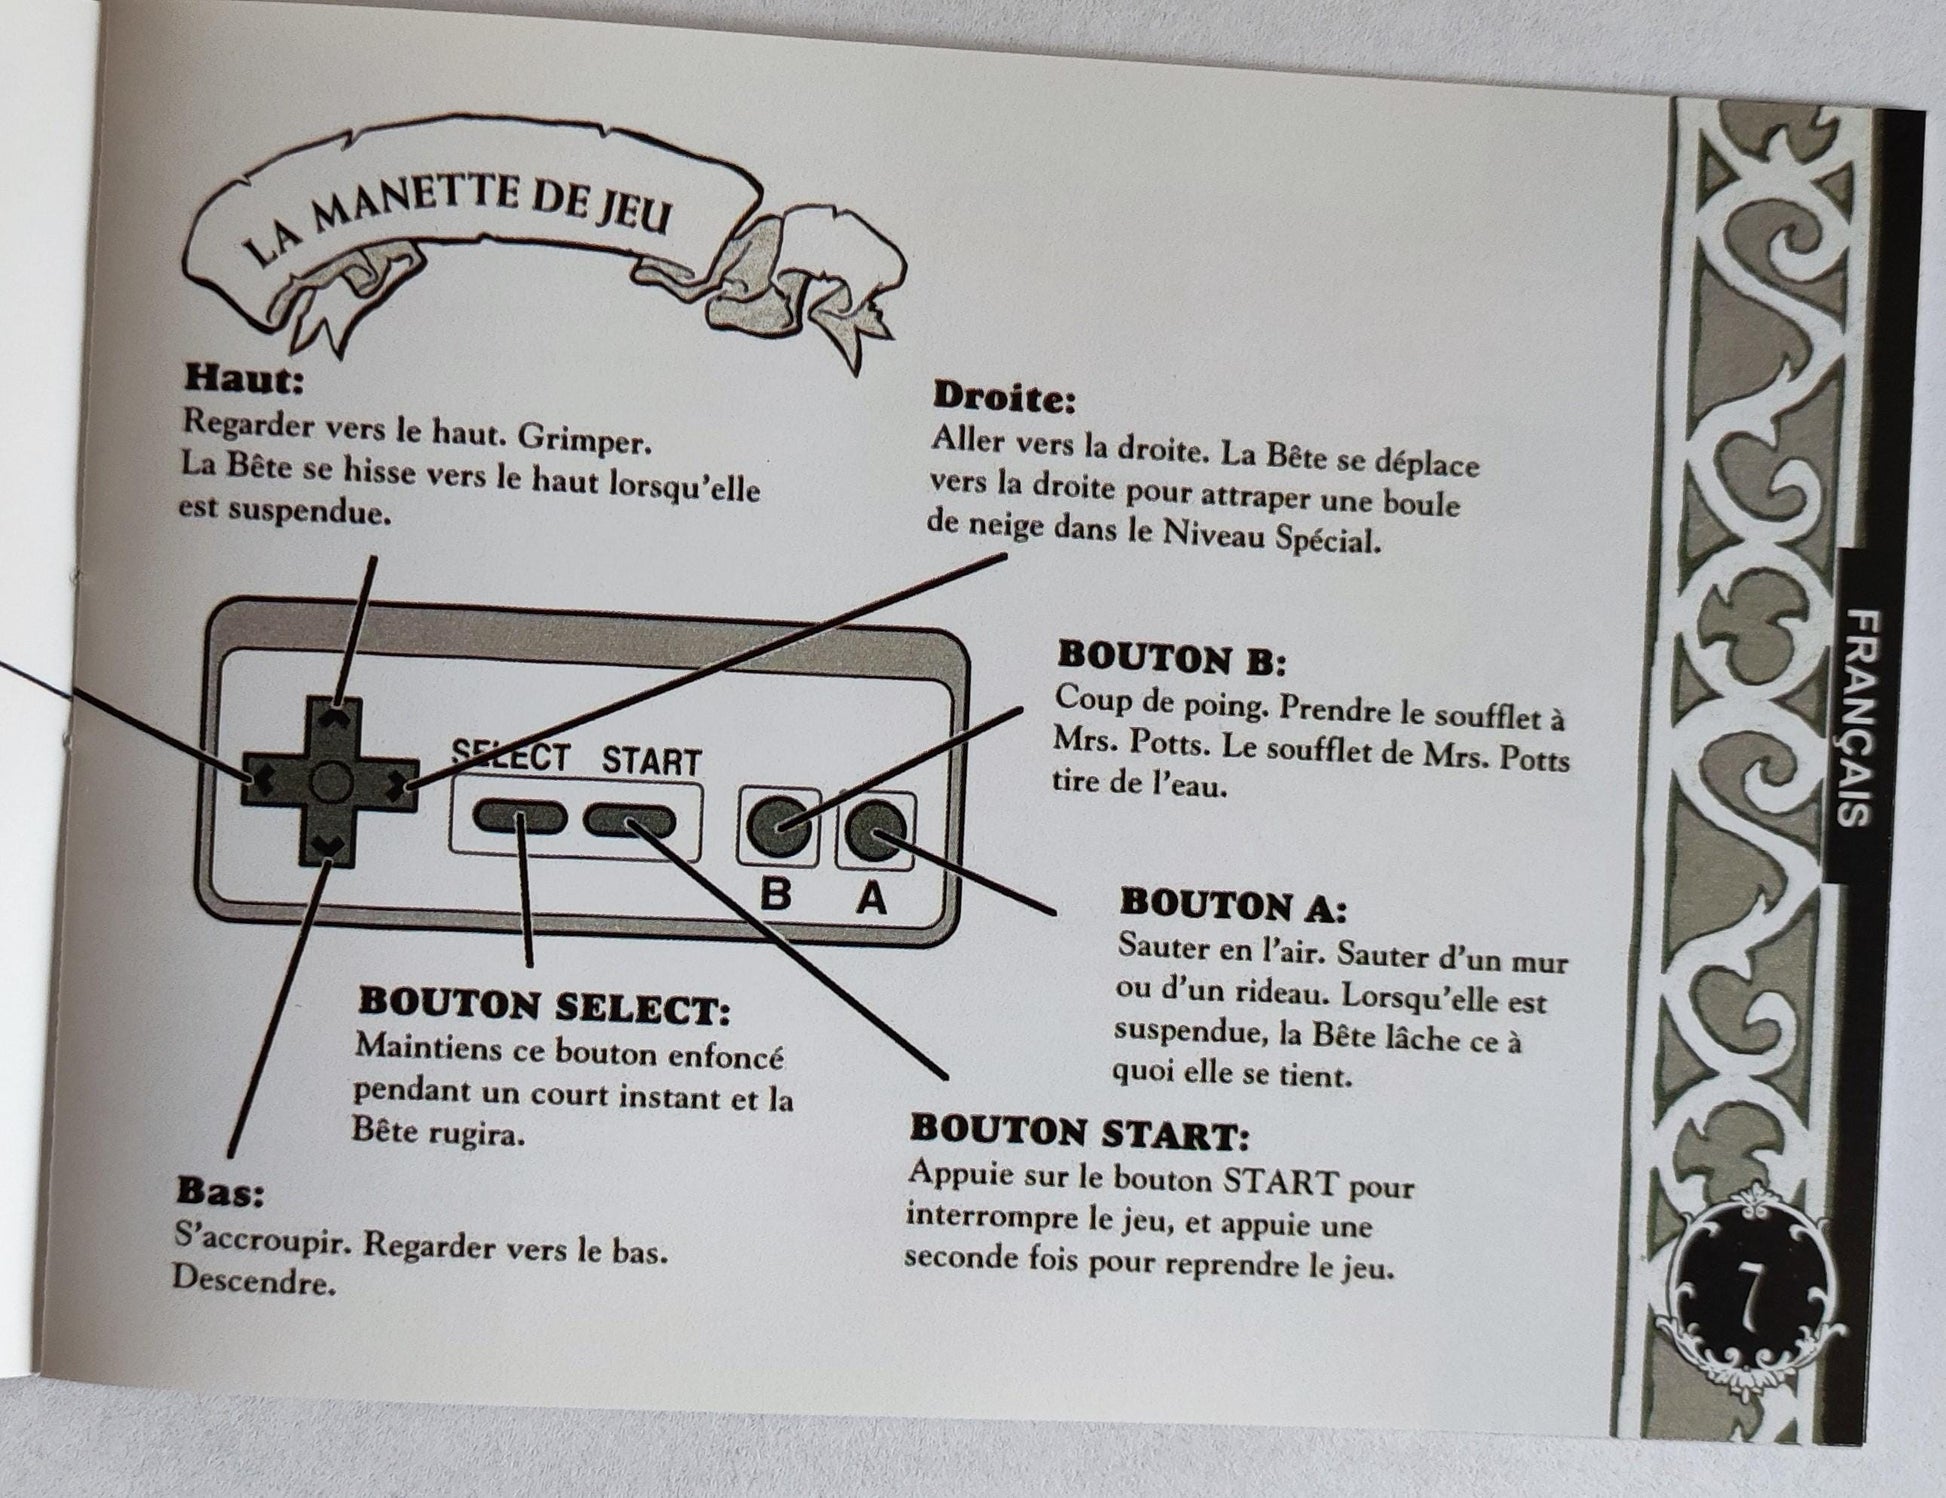 LA MANETTE DE JEU
Haut:
Regarder vers le haut. Grimper.
La Bête se hisse vers le haut lorsqu'elle
est suspendue.
Droite:
Aller vers la droite. La Bête se déplace
vers la droite pour attraper une boule
de neige dans le Niveau Spécial.
SELECT START
B A
BOUTON B:
Coup de poing. Prendre le soufflet à
Mrs. Potts. Le soufflet de Mrs. Potts
tire de l'eau.
BOUTON A:
Sauter en l'air. Sauter d'un mur
ou d'un rideau. Lorsqu'elle est
suspendue, la Bête lâche ce à
quoi elle se tient.
BOUTON SELECT:
Maintiens ce bouton enfoncé
pendant un court instant et la
Bête rugira.
BOUTON START:
Appuie sur le bouton START pour
interrompre le jeu, et appuie une
seconde fois pour reprendre le jeu.
Bas:
S'accroupir. Regarder vers le bas.
Descendre.
FRANÇAIS
7